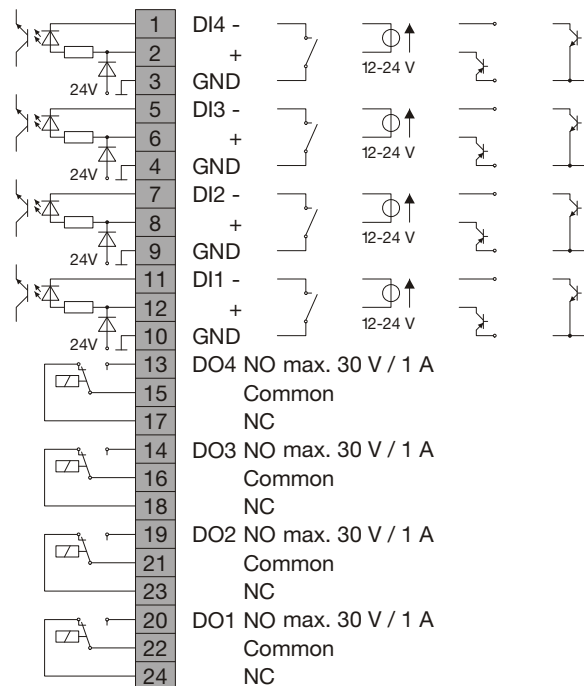 1 DI4 -
2 + 12-24 V
24V 3 GND
5 DI3 -
6 + 12-24 V
24V 4 GND
7 DI2 -
8 + 12-24 V
24V 9 GND
11 DI1 -
12 + 12-24 V
24V 10 GND
13 DO4 NO max. 30 V / 1 A
15 Common
17 NC
14 DO3 NO max. 30 V / 1 A
16 Common
18 NC
19 DO2 NO max. 30 V / 1 A
21 Common
23 NC
20 DO1 NO max. 30 V / 1 A
22 Common
24 NC